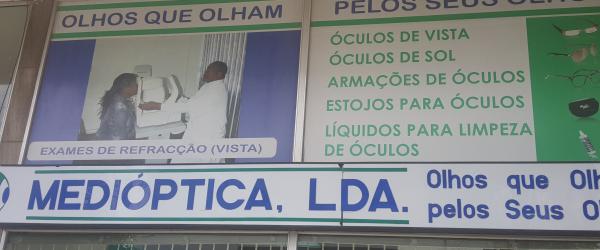 OLHOS QUE OLHAM
EXAMES DE REFRACÇÃO (VISTA)
PELOS SEUS
ÓCULOS DE VISTA
ÓCULOS DE SOL
ARMAÇÕES DE ÓCULOS
ESTOJOS PARA ÓCULOS
LÍQUIDOS PARA LIMPEZA
DE ÓCULOS
MEDIÓPTICA, LDA.
Olhos que
pelos Seus